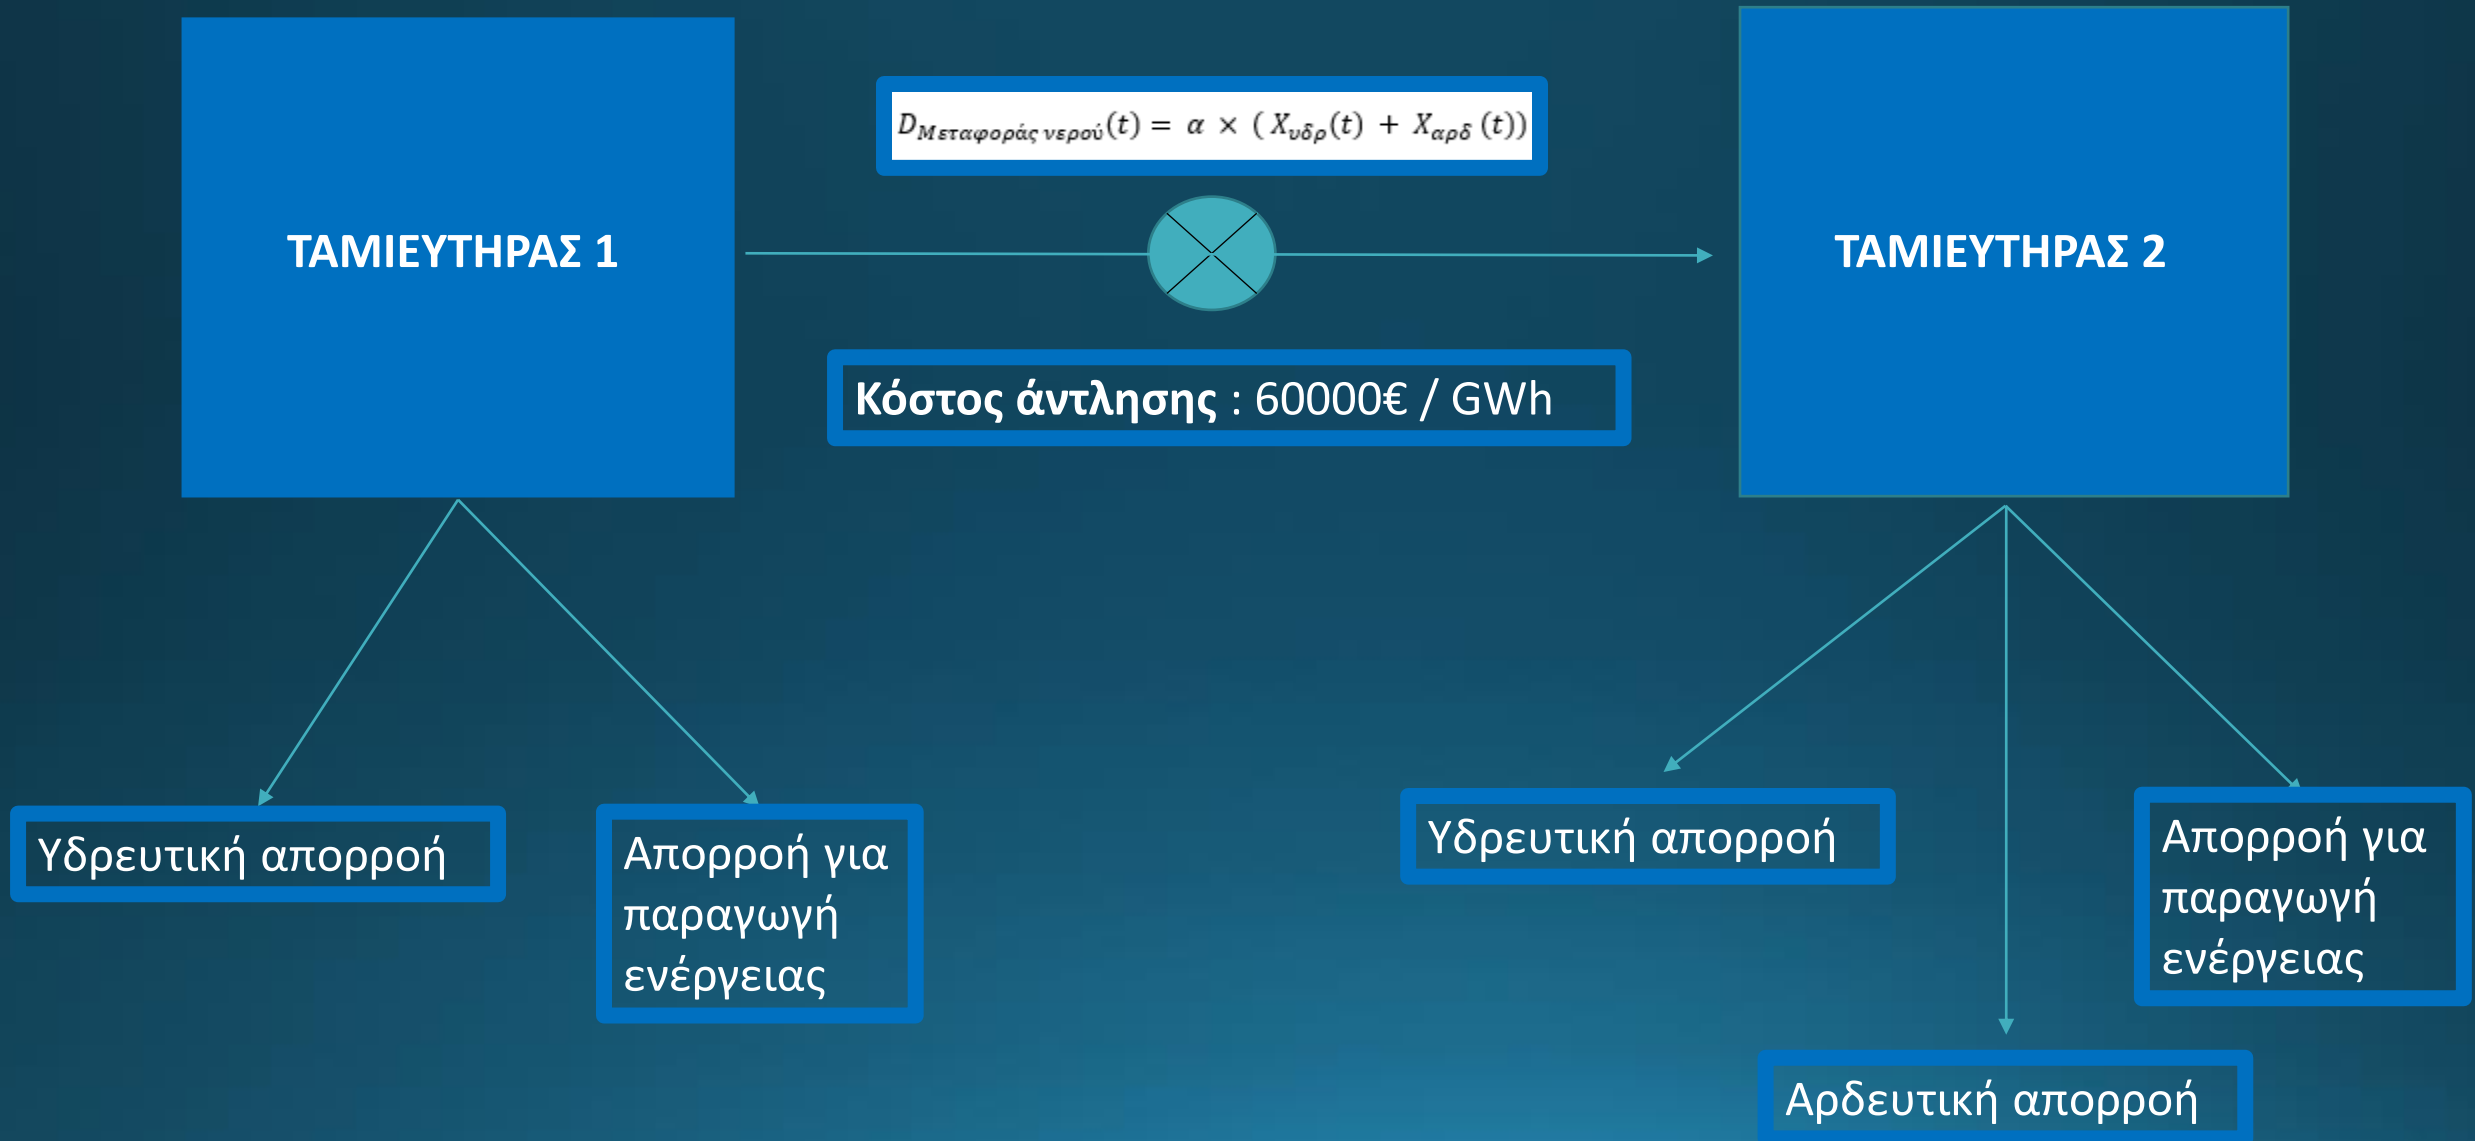 ΤΑΜΙΕΥΤΗΡΑΣ 1
D_{Μεταφοράς νερού}(t) = α × ( X_{υδρ}(t) + X_{αρδ} (t))
ΤΑΜΙΕΥΤΗΡΑΣ 2
Κόστος άντλησης : 60000€ / GWh
Υδρευτική απορροή
Απορροή για
παραγωγή
ενέργειας
Υδρευτική απορροή
Απορροή για
παραγωγή
ενέργειας
Αρδευτική απορροή